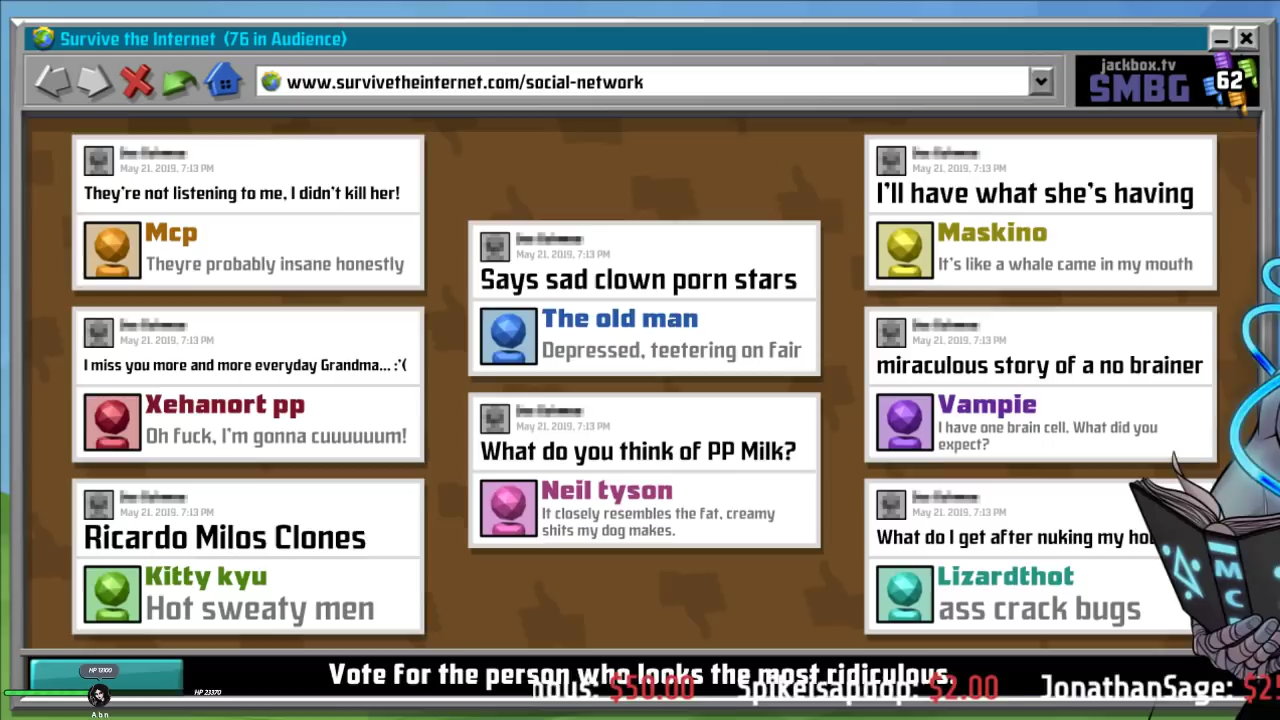 Survive the Internet (76 in Audience)
www.survivetheinternet.com/social-network
jackbox.tv
SMBG
62
May 21, 2019, 7:13 PM
They're not listening to me, I didn't kill her!
Mcp
Theyre probably insane honestly
May 21, 2019, 7:13 PM
I miss you more and more everyday Grandma... :'(
Xehanort pp
Oh fuck, I'm gonna cuuuuuum!
May 21, 2019, 7:13 PM
Ricardo Milos Clones
Kitty kyu
Hot sweaty men
May 21, 2019, 7:13 PM
Says sad clown porn stars
The old man
Depressed, teetering on fair
May 21, 2019, 7:13 PM
What do you think of PP Milk?
Neil tyson
It closely resembles the fat, creamy
shits my dog makes.
May 21, 2019, 7:13 PM
I'll have what she's having
Maskino
It's like a whale came in my mouth
May 21, 2019, 7:13 PM
miraculous story of a no brainer
Vampie
I have one brain cell. What did you
expect?
May 21, 2019, 7:13 PM
What do I get after nuking my
Lizardthot
ass crack bugs
MC
Vote for the person who looks the most ridiculous.
$50.00 $2.00 JonathanSage:
HP 13100
HP 23370
Abn